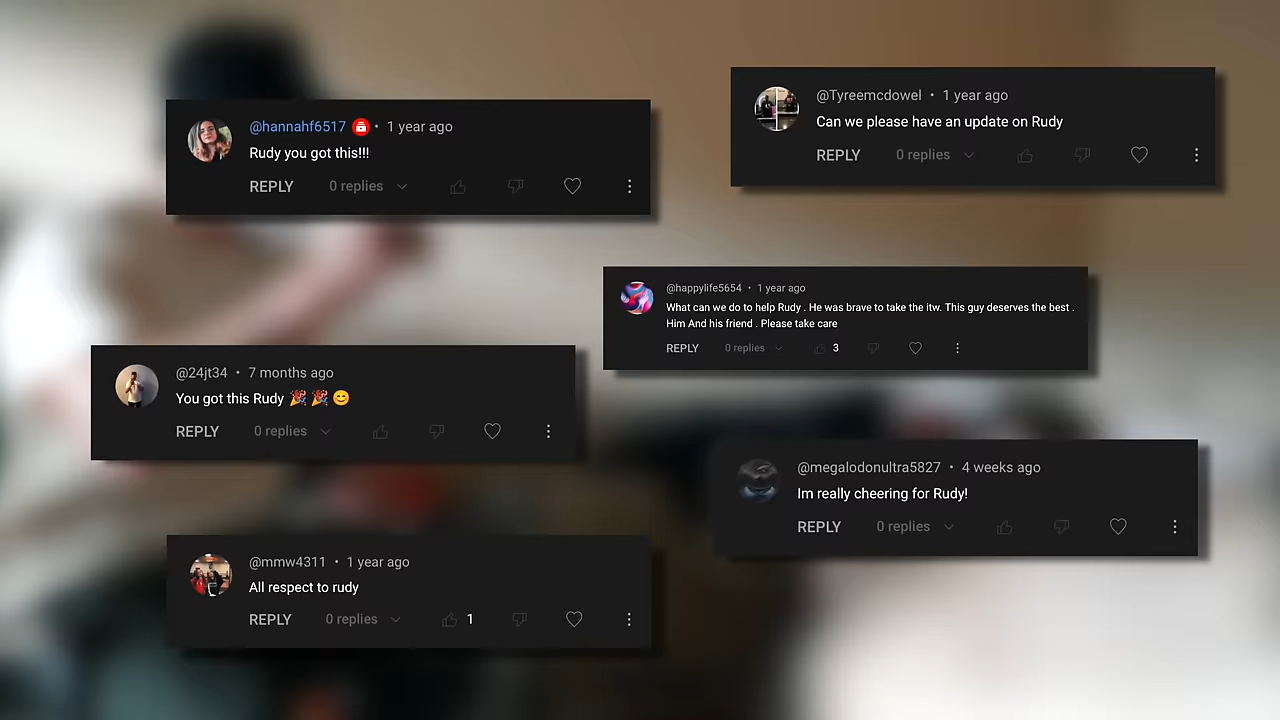 @hannahf6517 • 1 year ago
Rudy you got this!!!
REPLY 0 replies
@Tyreemcdowel • 1 year ago
Can we please have an update on Rudy
REPLY 0 replies
@happylife5654 • 1 year ago
What can we do to help Rudy . He was brave to take the itw. This guy deserves the best .
Him And his friend . Please take care
REPLY 0 replies 3
@24jt34 • 7 months ago
You got this Rudy 🎉 🎉 😊
REPLY 0 replies
@megalodonultra5827 • 4 weeks ago
Im really cheering for Rudy!
REPLY 0 replies
@mmw4311 • 1 year ago
All respect to rudy
REPLY 0 replies 1